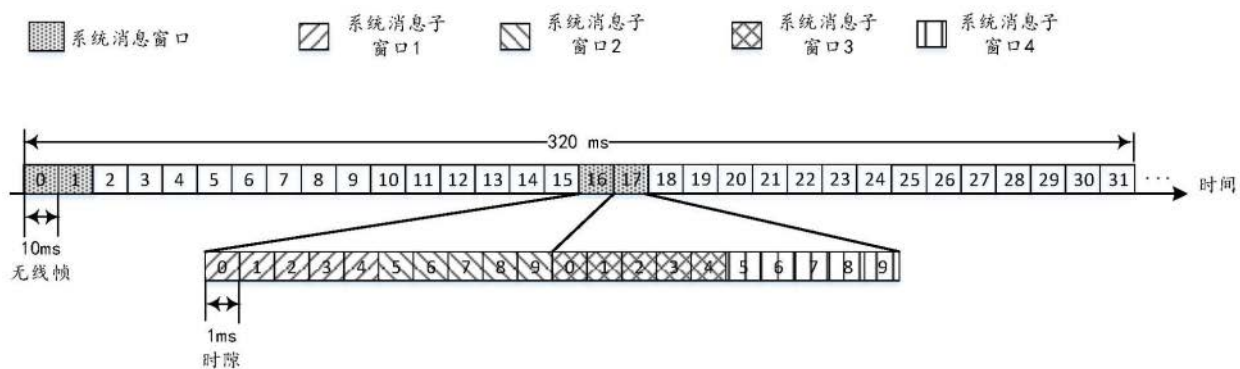 系统消息窗口
系统消息子
窗口1
系统消息子
窗口2
系统消息子
窗口3
系统消息子
窗口4
320 ms
0 1 2 3 4 5 6 7 8 9 10 11 12 13 14 15 16 17 18 19 20 21 22 23 24 25 26 27 28 29 30 31 ...
时间
10ms
无线帧
0 1 2 3 4 5 6 7 8 9 0 1 2 3 4 5 6 7 8 9
1ms
时隙